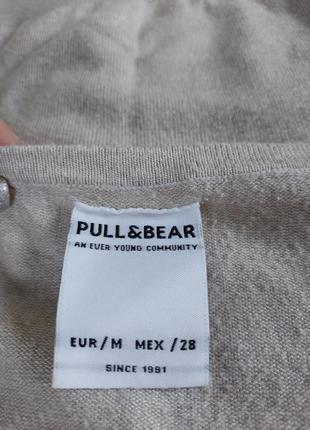 PULL&BEAR
AN EVER YOUNG COMMUNITY
EUR/M MEX/28
SINCE 1991